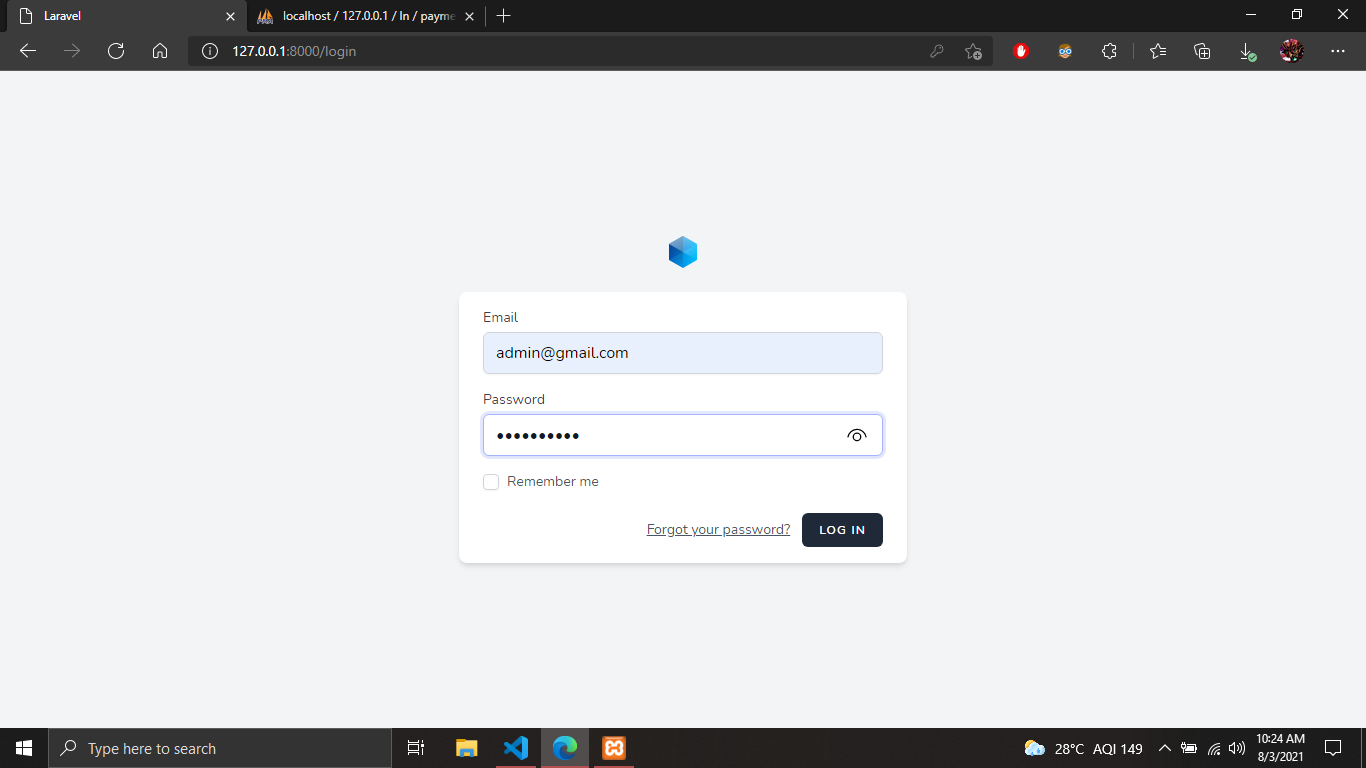 Laravel
localhost / 127.0.0.1 / ln / payme
127.0.0.1:8000/login
Email
admin@gmail.com
Password
Remember me
Forgot your password?
LOG IN
Type here to search
28°C AQI 149
10:24 AM
8/3/2021